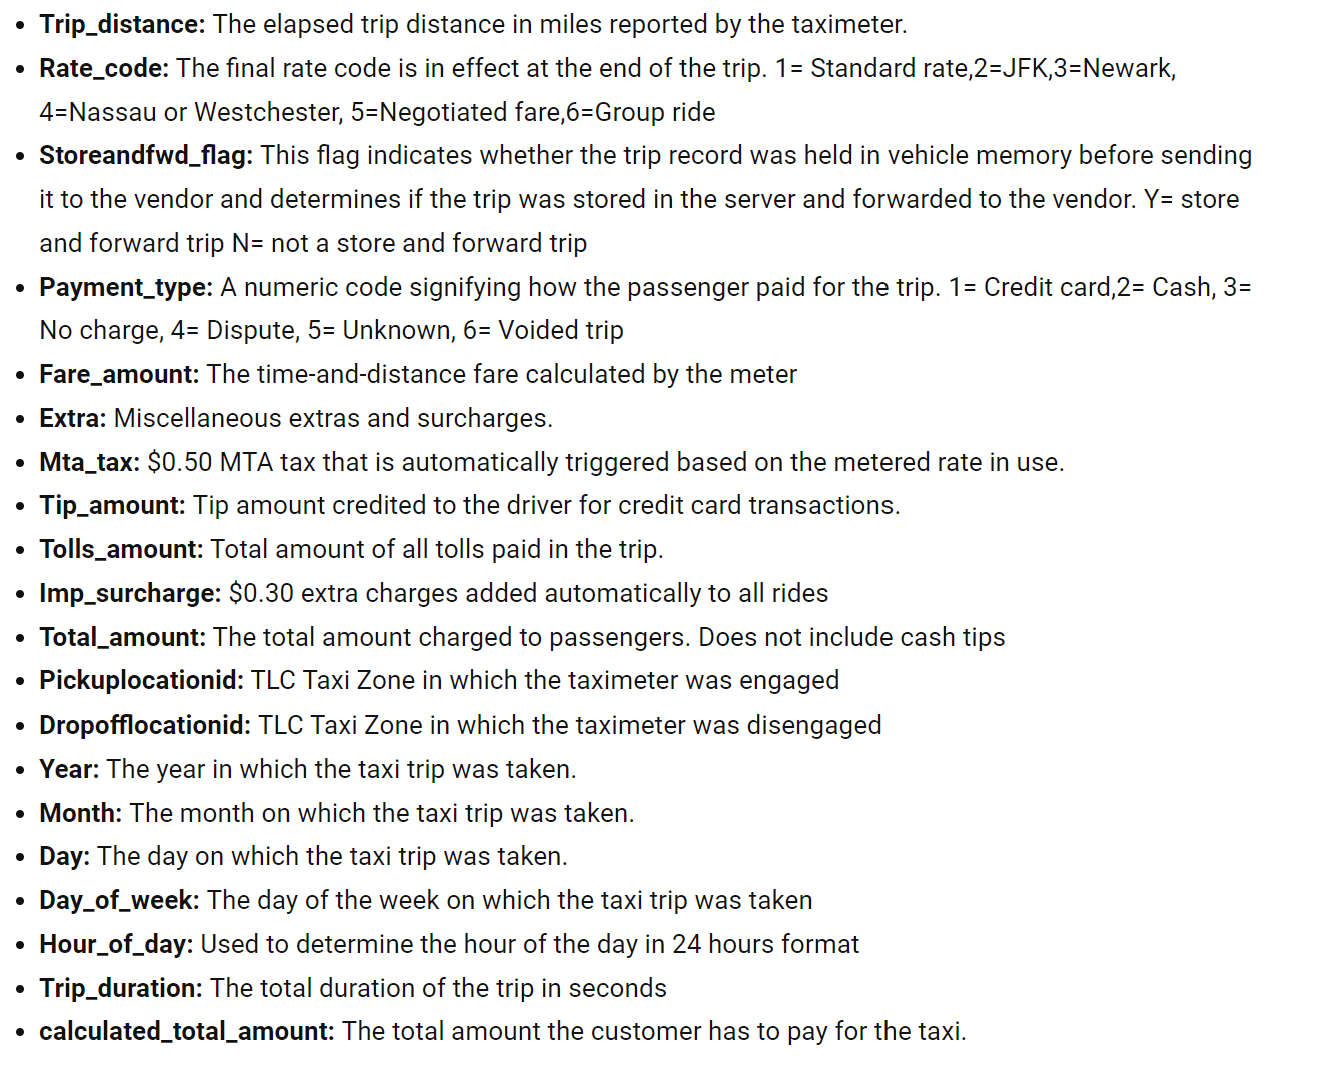 • Trip_distance: The elapsed trip distance in miles reported by the taximeter.
• Rate_code: The final rate code is in effect at the end of the trip. 1= Standard rate,2=JFK,3=Newark,
4=Nassau or Westchester, 5=Negotiated fare,6=Group ride
• Storeandfwd_flag: This flag indicates whether the trip record was held in vehicle memory before sending
it to the vendor and determines if the trip was stored in the server and forwarded to the vendor. Y= store
and forward trip N= not a store and forward trip
• Payment_type: A numeric code signifying how the passenger paid for the trip. 1= Credit card,2= Cash, 3=
No charge, 4= Dispute, 5= Unknown, 6= Voided trip
• Fare_amount: The time-and-distance fare calculated by the meter
• Extra: Miscellaneous extras and surcharges.
• Mta_tax: $0.50 MTA tax that is automatically triggered based on the metered rate in use.
• Tip_amount: Tip amount credited to the driver for credit card transactions.
• Tolls_amount: Total amount of all tolls paid in the trip.
• Imp_surcharge: $0.30 extra charges added automatically to all rides
• Total_amount: The total amount charged to passengers. Does not include cash tips
• Pickuplocationid: TLC Taxi Zone in which the taximeter was engaged
• Dropofflocationid: TLC Taxi Zone in which the taximeter was disengaged
• Year: The year in which the taxi trip was taken.
• Month: The month on which the taxi trip was taken.
• Day: The day on which the taxi trip was taken.
• Day_of_week: The day of the week on which the taxi trip was taken
• Hour_of_day: Used to determine the hour of the day in 24 hours format
• Trip_duration: The total duration of the trip in seconds
• calculated_total_amount: The total amount the customer has to pay for the taxi.